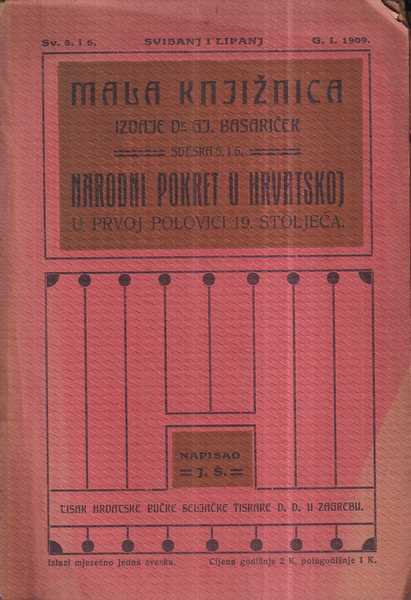 Sv. 5. i 6. SVIBANJ I LIPANJ G. I. 1909.
MALA KNJIŽNICA
IZDAJE Dr GJ. BASARIČEK
SVESKA 5. I 6.
NARODNI POKRET U HRVATSKOJ
U PRVOJ POLOVICI 19. STOLJEĆA.
NAPISAO
J. Š.
TISAK HRDATSKE PUČKE SELJAČKE TISKARE D. D. U ZAGREBU.
Izlazi mjesečno jedna sveska. Cijena godišnje 2 K, polugodišnje 1 K.